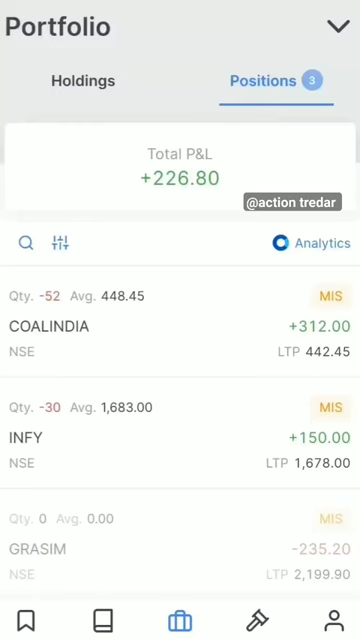 Portfolio
Holdings Positions 3
Total P&L
+226.80
@action tredar
Analytics
Qty. -52 Avg. 448.45 MIS
COALINDIA +312.00
NSE LTP 442.45
Qty. -30 Avg. 1,683.00 MIS
INFY +150.00
NSE LTP 1,678.00
Qty. 0 Avg. 0.00 MIS
GRASIM -235.20
NSE LTP 2,199.90